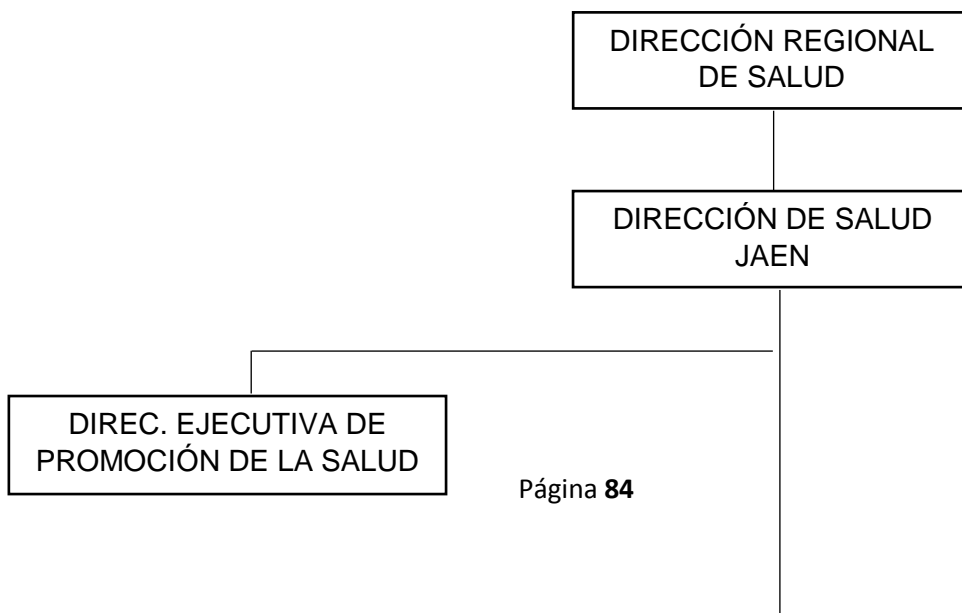 DIRECCIÓN REGIONAL
DE SALUD
DIRECCIÓN DE SALUD
JAEN
DIREC. EJECUTIVA DE
PROMOCIÓN DE LA SALUD
Página 84